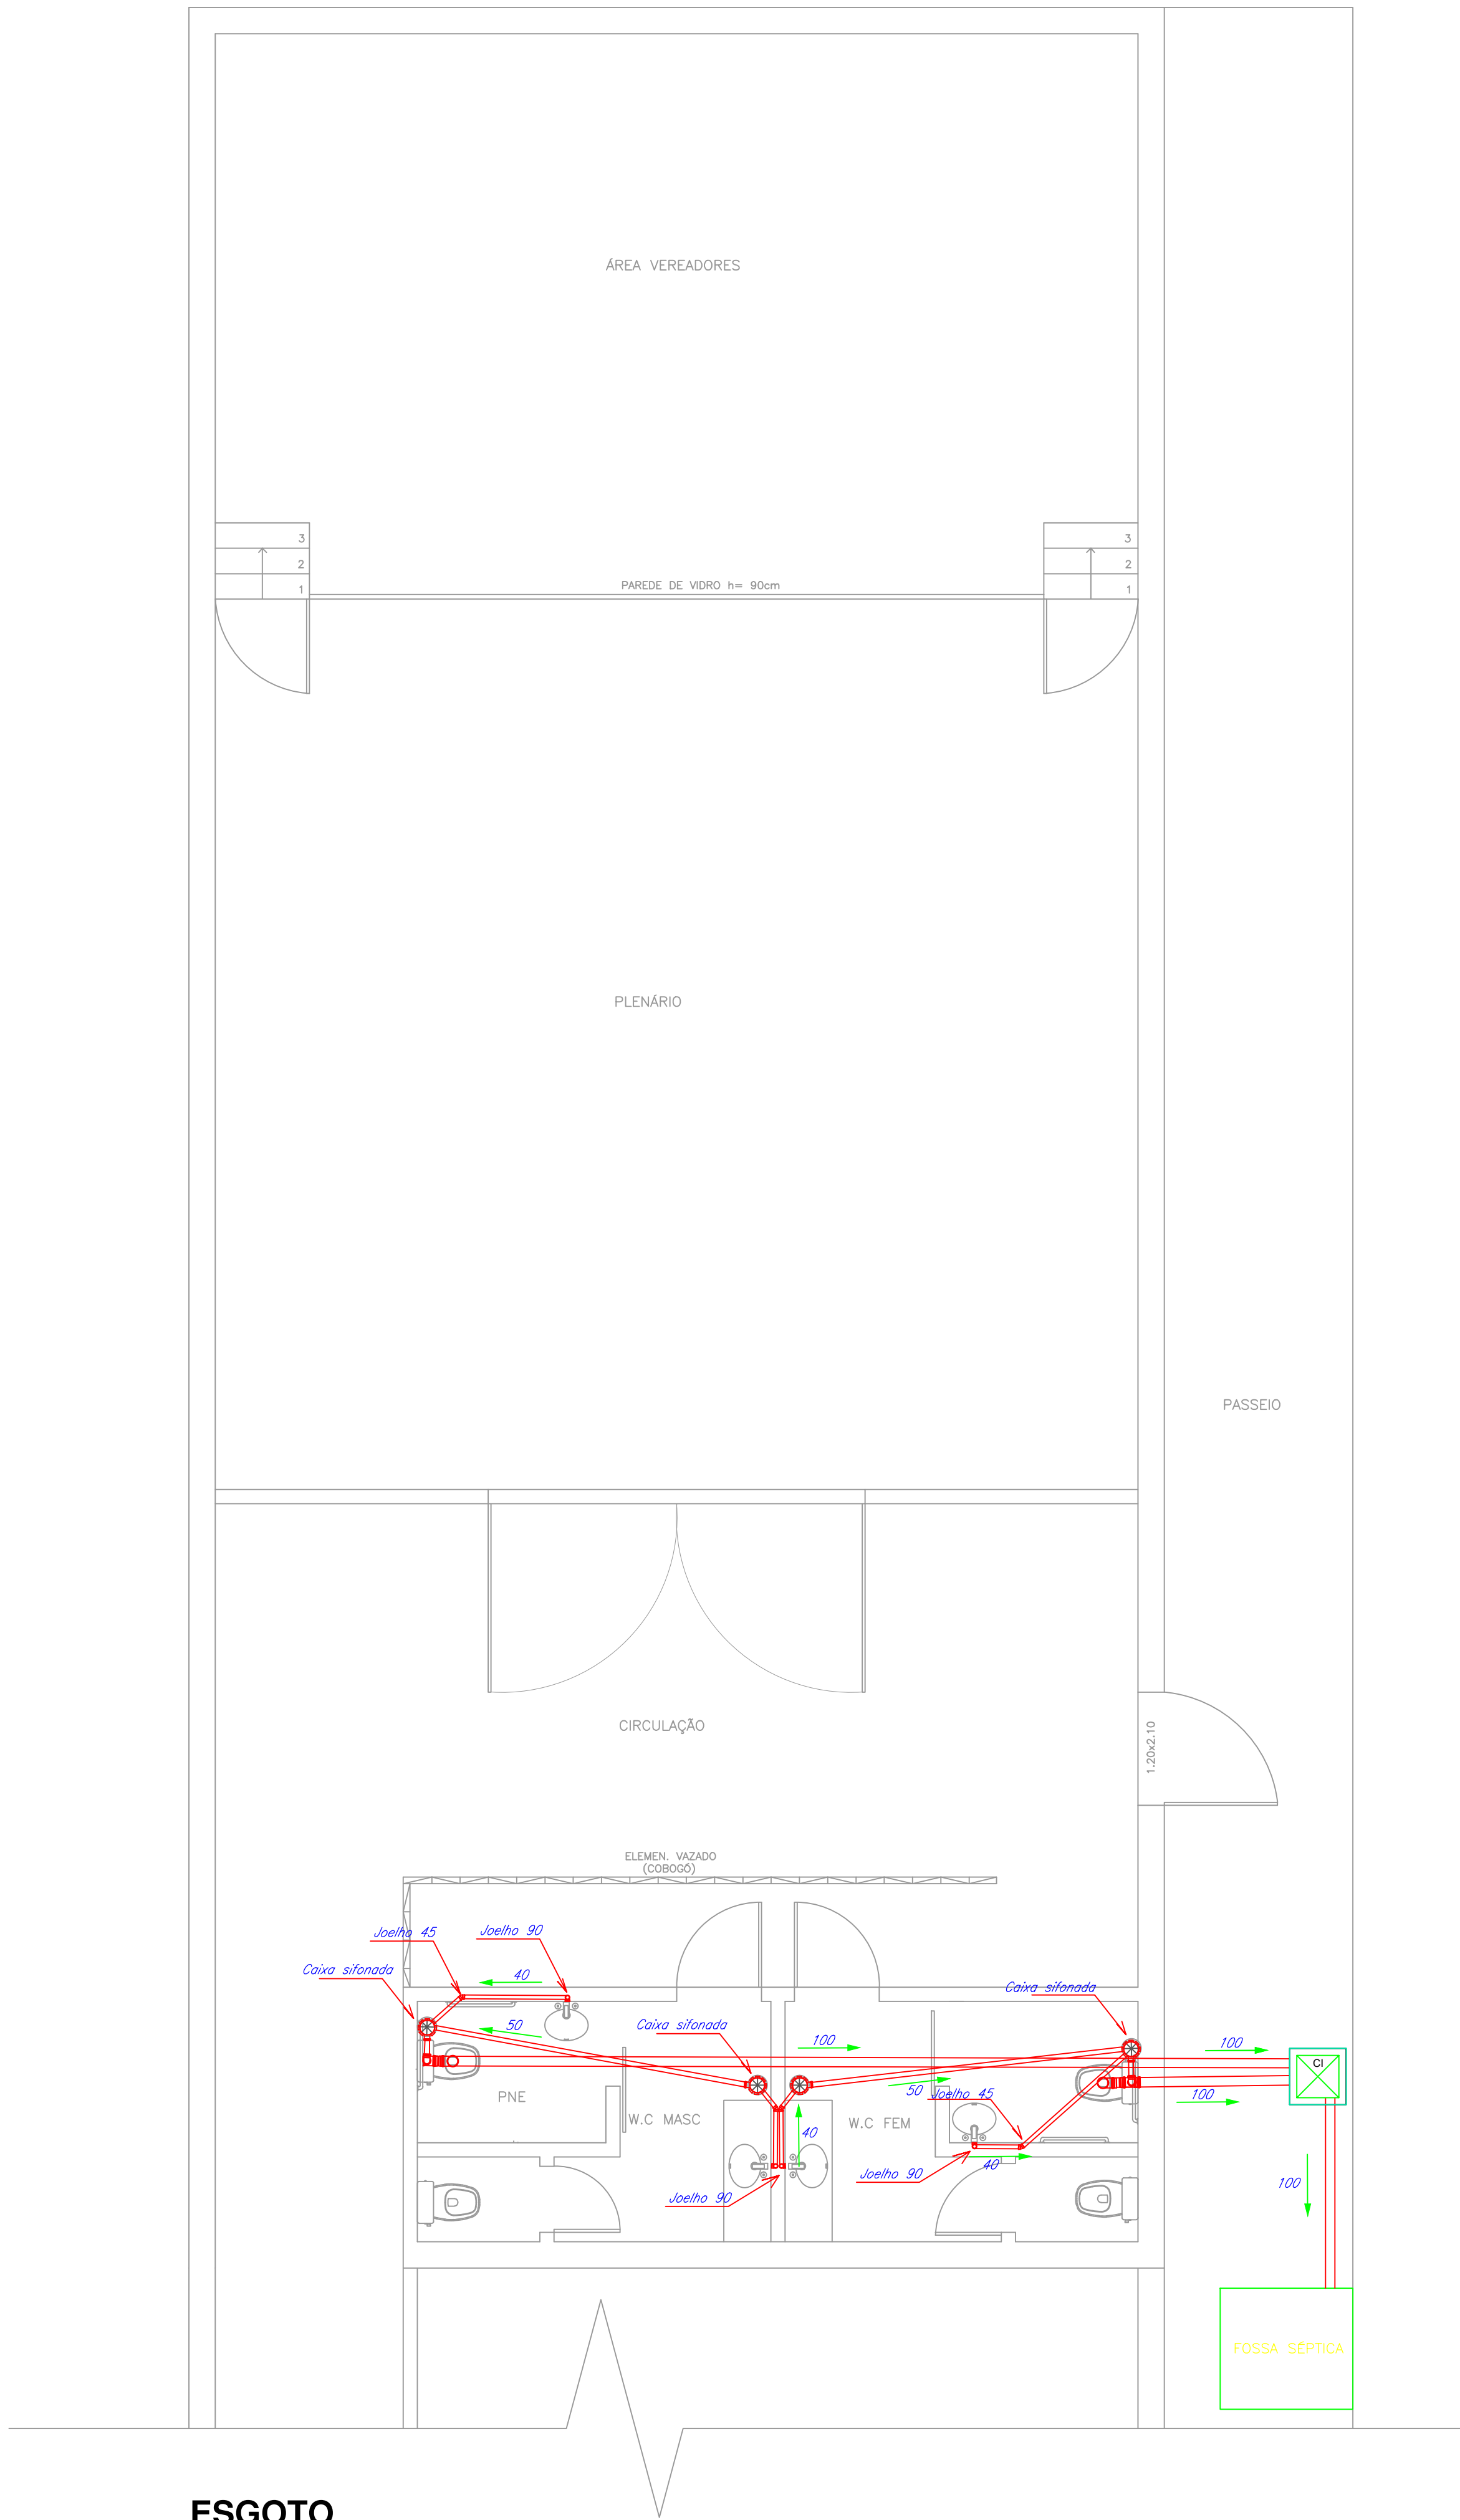 ÁREA VEREADORES
3
3
2
2
PAREDE DE VIDRO h= 90cm
1
1
PLENÁRIO
PASSEIO
CIRCULAÇÃO
1.20x2.10
ELEMEN. VAZADO
(COBOGÓ)
Joelho 45
Joelho 90
Caixa sifonada
40
Caixa sifonada
50
Caixa sifonada
100
100
CI
PNE
50
Joelho 45
100
W.C MASC
W.C FEM
40
40
Joelho 90
Joelho 90
100
FOSSA SÉPTICA
ESGOTO